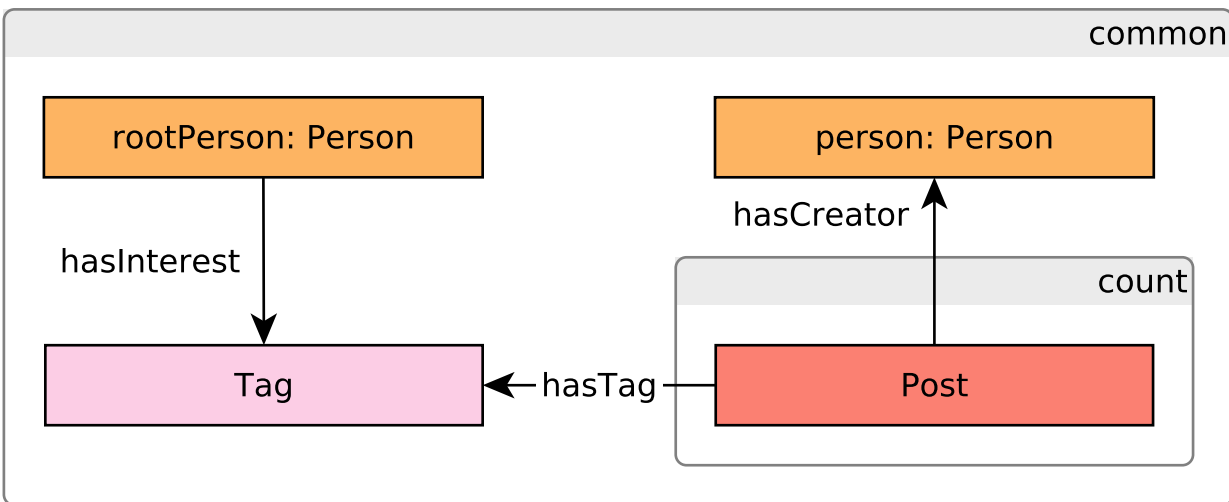 common
rootPerson: Person
person: Person
hasCreator
hasInterest
count
Tag
hasTag
Post